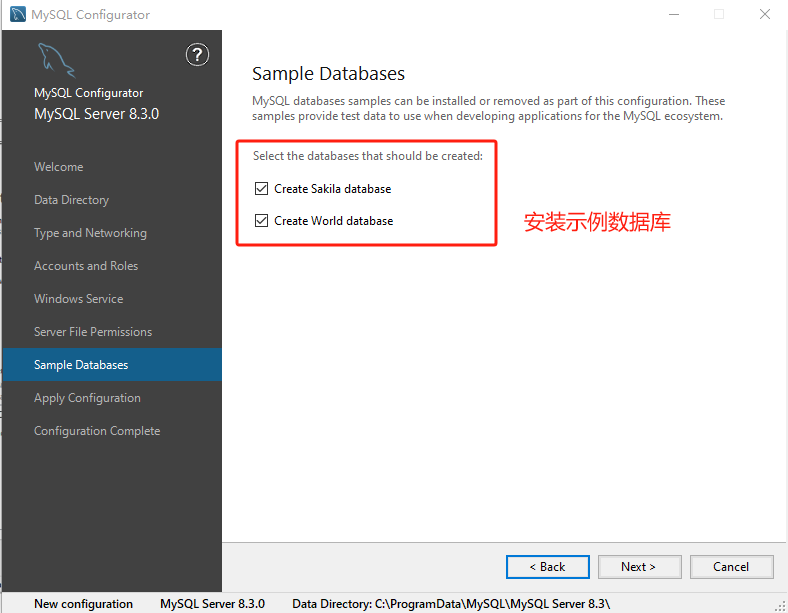 MySQL Configurator
?
MySQL Configurator
MySQL Server 8.3.0
Welcome
Data Directory
Type and Networking
Accounts and Roles
Windows Service
Server File Permissions
Sample Databases
Apply Configuration
Configuration Complete
Sample Databases
MySQL databases samples can be installed or removed as part of this configuration. These
samples provide test data to use when developing applications for the MySQL ecosystem.
Select the databases that should be created:
Create Sakila database
Create World database
安装示例数据库
< Back
Next >
Cancel
New configuration
MySQL Server 8.3.0
Data Directory: C:\ProgramData\MySQL\MySQL Server 8.3\